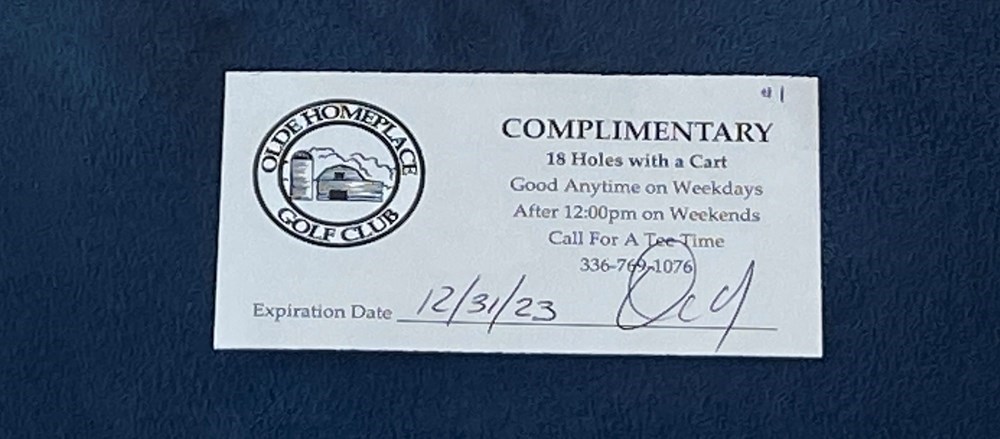 #1
OLDE HOMEPLACE
GOLF CLUB
COMPLIMENTARY
18 Holes with a Cart
Good Anytime on Weekdays
After 12:00pm on Weekends
Call For A Tee Time
336-769-1076
Expiration Date 12/31/23